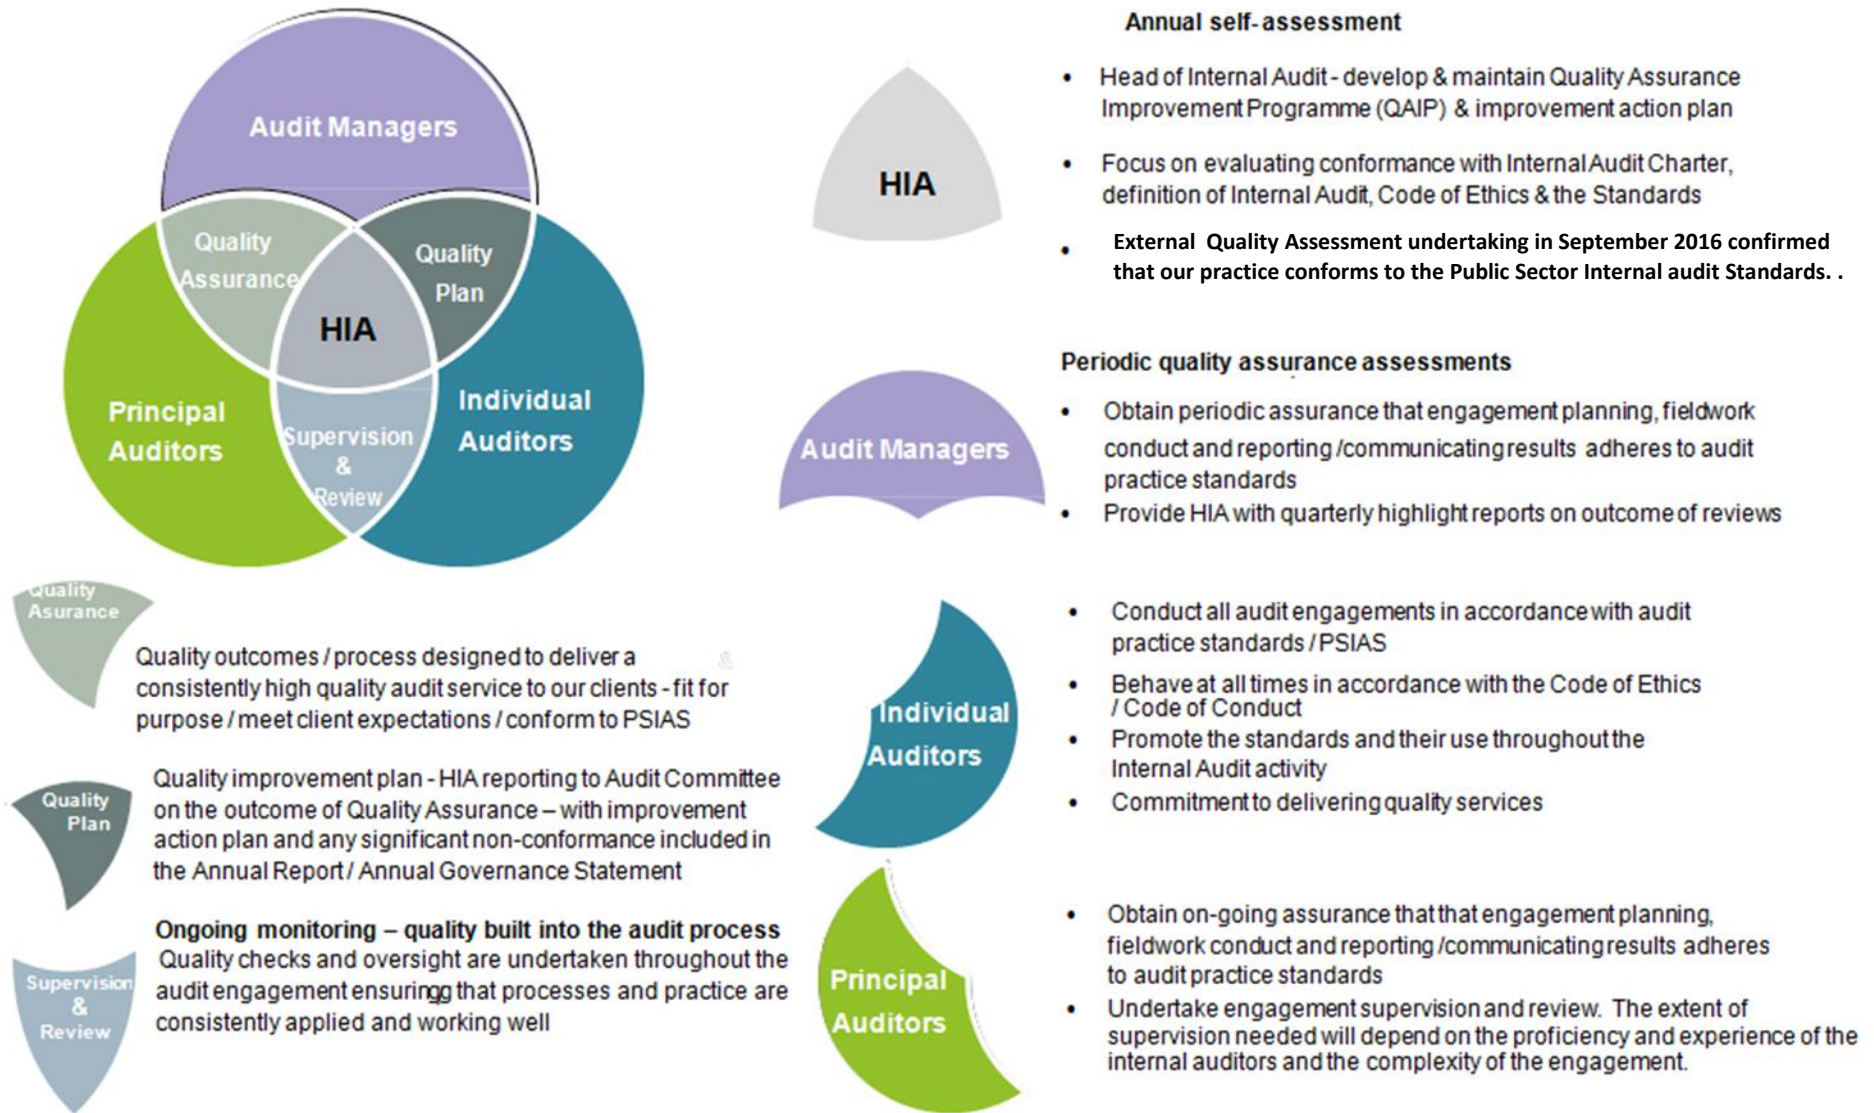 Audit Managers
Quality
Assurance
Quality
Plan
HIA
Principal
Auditors
Individual
Auditors
Supervision
&
Review
Quality
Asurance
Quality outcomes / process designed to deliver a
&
consistently high quality audit service to our clients - fit for
purpose / meet client expectations / conform to PSIAS
Quality
Plan
Quality improvement plan - HIA reporting to Audit Committee
on the outcome of Quality Assurance – with improvement
action plan and any significant non-conformance included in
the Annual Report / Annual Governance Statement
Supervision
&
Review
Ongoing monitoring – quality built into the audit process
Quality checks and oversight are undertaken throughout the
audit engagement ensuringg that processes and practice are
consistently applied and working well
Annual self-assessment
HIA
• Head of Internal Audit - develop & maintain Quality Assurance
Improvement Programme (QAIP) & improvement action plan
• Focus on evaluating conformance with Internal Audit Charter,
definition of Internal Audit, Code of Ethics & the Standards
• External Quality Assessment undertaking in September 2016 confirmed
that our practice conforms to the Public Sector Internal audit Standards. .
Periodic quality assurance assessments
Audit Managers
• Obtain periodic assurance that engagement planning, fieldwork
conduct and reporting /communicating results adheres to audit
practice standards
• Provide HIA with quarterly highlight reports on outcome of reviews
Individual
Auditors
• Conduct all audit engagements in accordance with audit
practice standards / PSIAS
• Behave at all times in accordance with the Code of Ethics
/ Code of Conduct
• Promote the standards and their use throughout the
Internal Audit activity
• Commitment to delivering quality services
Principal
Auditors
• Obtain on-going assurance that that engagement planning,
fieldwork conduct and reporting /communicating results adheres
to audit practice standards
• Undertake engagement supervision and review. The extent of
supervision needed will depend on the proficiency and experience of the
internal auditors and the complexity of the engagement.